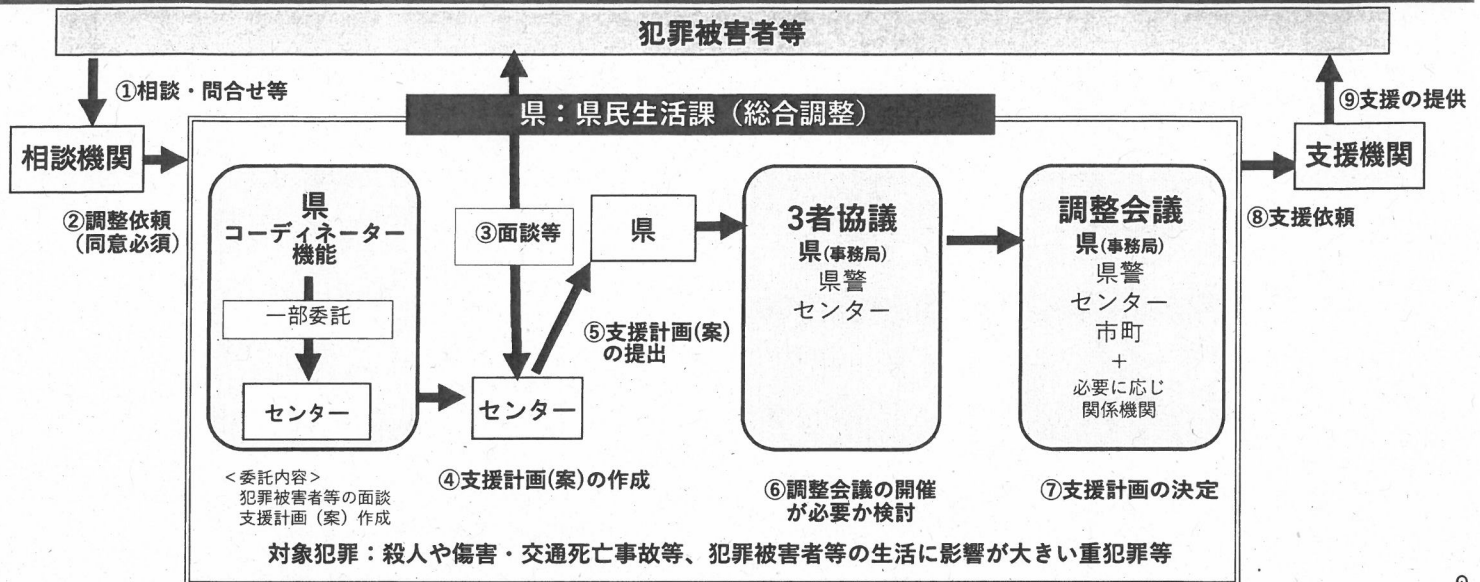 犯罪被害者等
①相談・問合せ等
相談機関
②調整依頼
(同意必須)
県：県民生活課（総合調整）
県
コーディネーター
機能
一部委託
センター
＜委託内容＞
犯罪被害者等の面談
支援計画（案）作成
③面談等
センター
④支援計画(案)の作成
県
⑤支援計画(案)
の提出
3者協議
県(事務局)
県警
センター
⑥調整会議の開催
が必要か検討
調整会議
県(事務局)
県警
センター
市町
+
必要に応じ
関係機関
⑦支援計画の決定
⑧支援依頼
支援機関
⑨支援の提供
対象犯罪：殺人や傷害・交通死亡事故等、犯罪被害者等の生活に影響が大きい重犯罪等